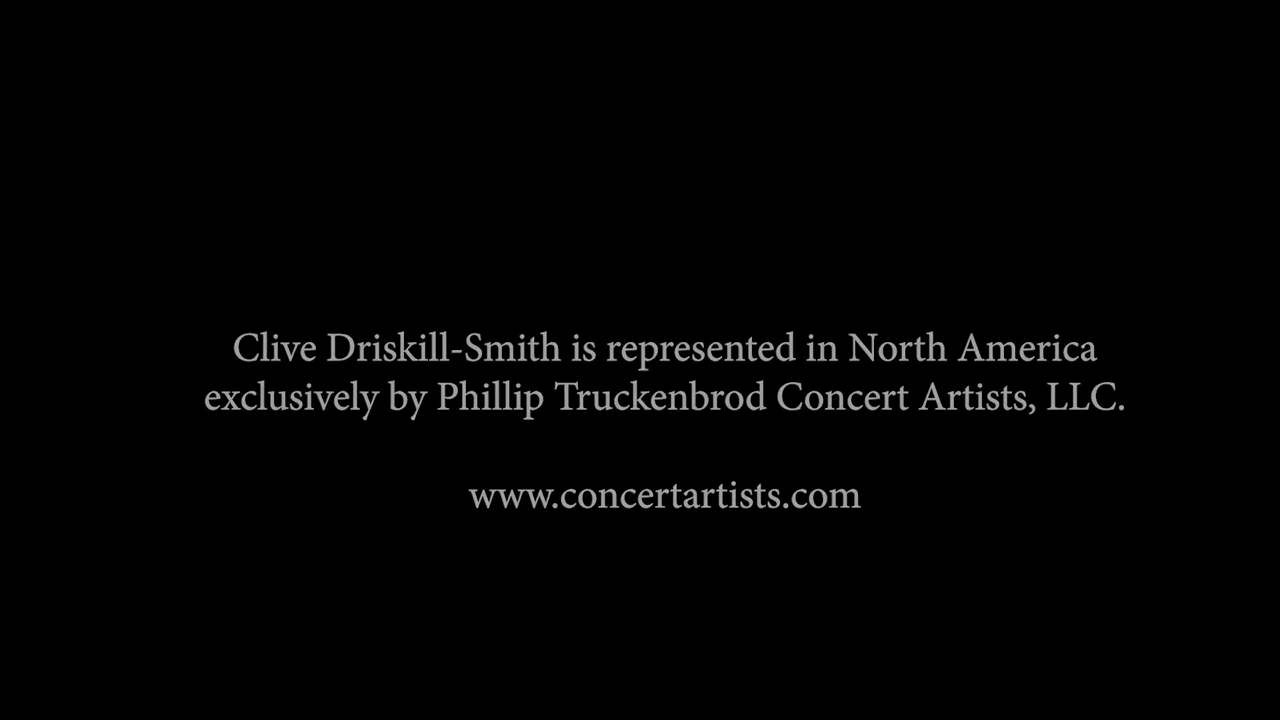 Clive Driskill-Smith is represented in North America
exclusively by Phillip Truckenbrod Concert Artists, LLC.
www.concertartists.com